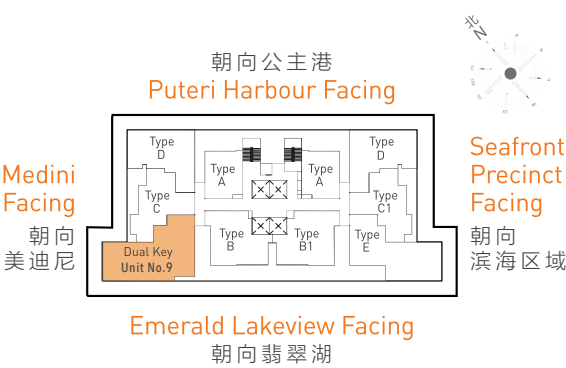 北
N
朝向公主港
Puteri Harbour Facing
Seafront
Precinct
Facing
朝向
滨海区域
Medini
Facing
朝向
美迪尼
Type
D
Type
A
Type
A
Type
D
Type
C
Type
C1
Type
B
Type
B1
Type
E
Dual Key
Unit No.9
Emerald Lakeview Facing
朝向翡翠湖